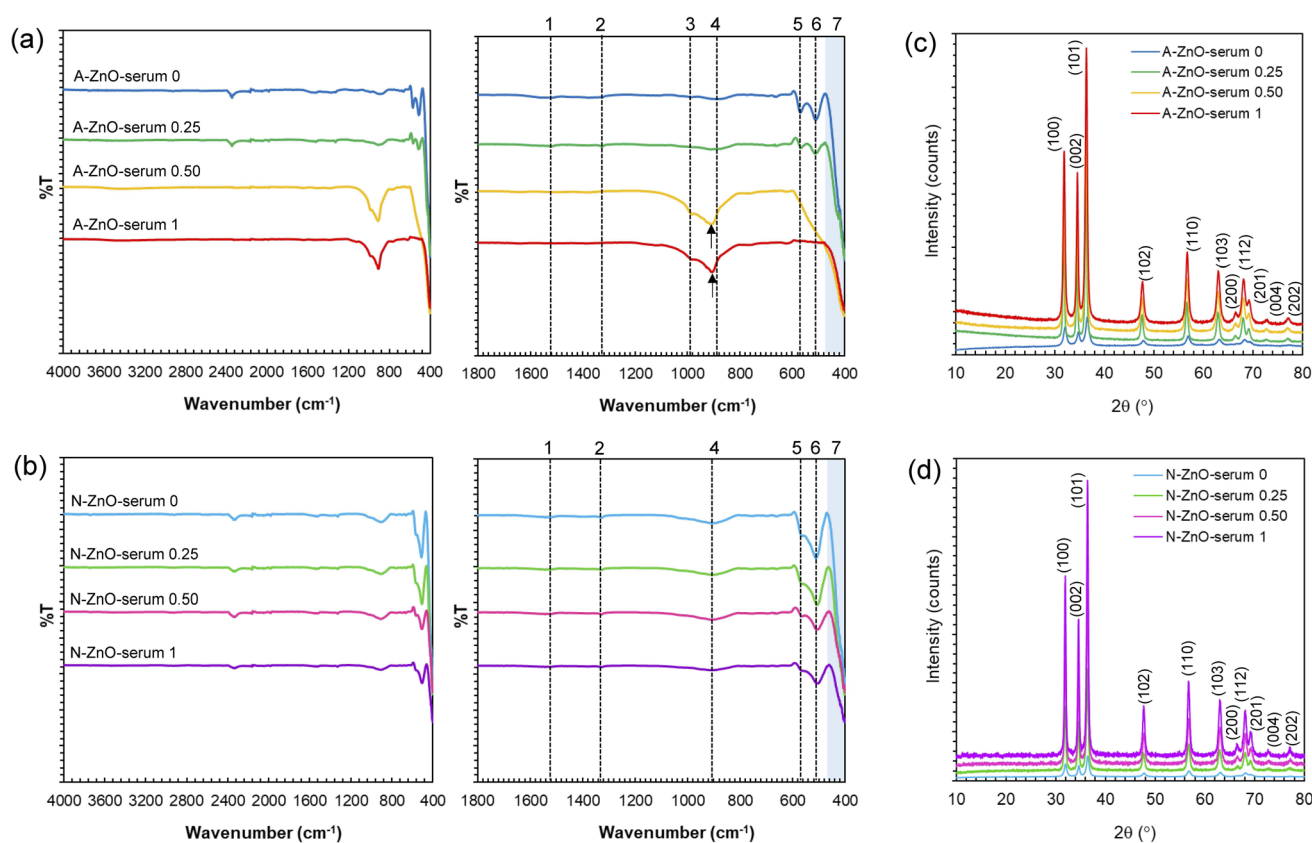 (a)
%T
A-ZnO-serum 0
A-ZnO-serum 0.25
A-ZnO-serum 0.50
A-ZnO-serum 1
4000 3600 3200 2800 2400 2000 1600 1200 800 400
Wavenumber (cm⁻¹)
1 2 3 4 5 6 7
%T
1800 1600 1400 1200 1000 800 600 400
Wavenumber (cm⁻¹)
(c)
Intensity (counts)
A-ZnO-serum 0
A-ZnO-serum 0.25
A-ZnO-serum 0.50
A-ZnO-serum 1
(100)
(002)
(101)
(102)
(110)
(103)
(200)
(112)
(201)
(004)
(202)
10 20 30 40 50 60 70 80
2θ (°)
(b)
%T
N-ZnO-serum 0
N-ZnO-serum 0.25
N-ZnO-serum 0.50
N-ZnO-serum 1
4000 3600 3200 2800 2400 2000 1600 1200 800 400
Wavenumber (cm⁻¹)
1 2 4 5 6 7
%T
1800 1600 1400 1200 1000 800 600 400
Wavenumber (cm⁻¹)
(d)
Intensity (counts)
N-ZnO-serum 0
N-ZnO-serum 0.25
N-ZnO-serum 0.50
N-ZnO-serum 1
(100)
(002)
(101)
(102)
(110)
(103)
(200)
(112)
(201)
(004)
(202)
10 20 30 40 50 60 70 80
2θ (°)